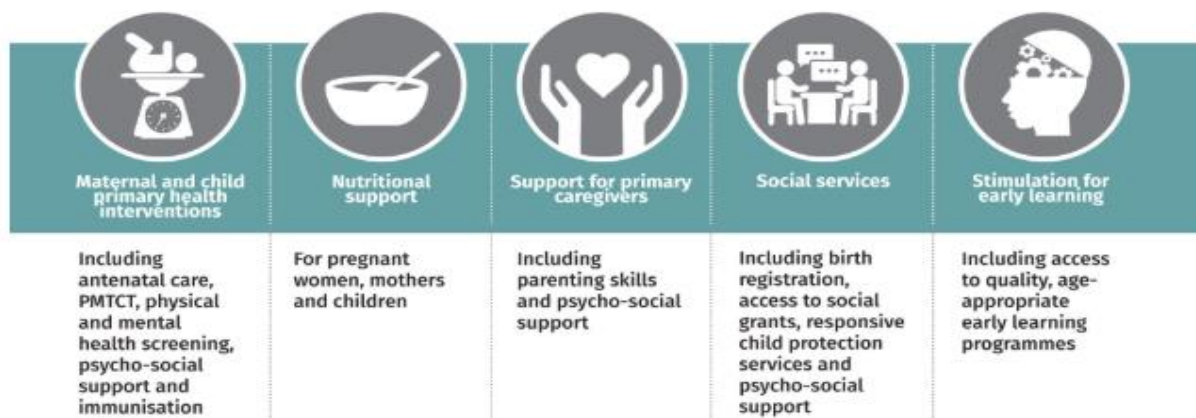 Maternal and child
primary health
interventions
Including
antenatal care,
PMTCT, physical
and mental
health screening,
psycho-social
support and
immunisation
Nutritional
support
For pregnant
women, mothers
and children
Support for primary
caregivers
Including
parenting skills
and psycho-social
support
Social services
Including birth
registration,
access to social
grants, responsive
child protection
services and
psycho-social
support
Stimulation for
early learning
Including access
to quality, age-
appropriate
early learning
programmes